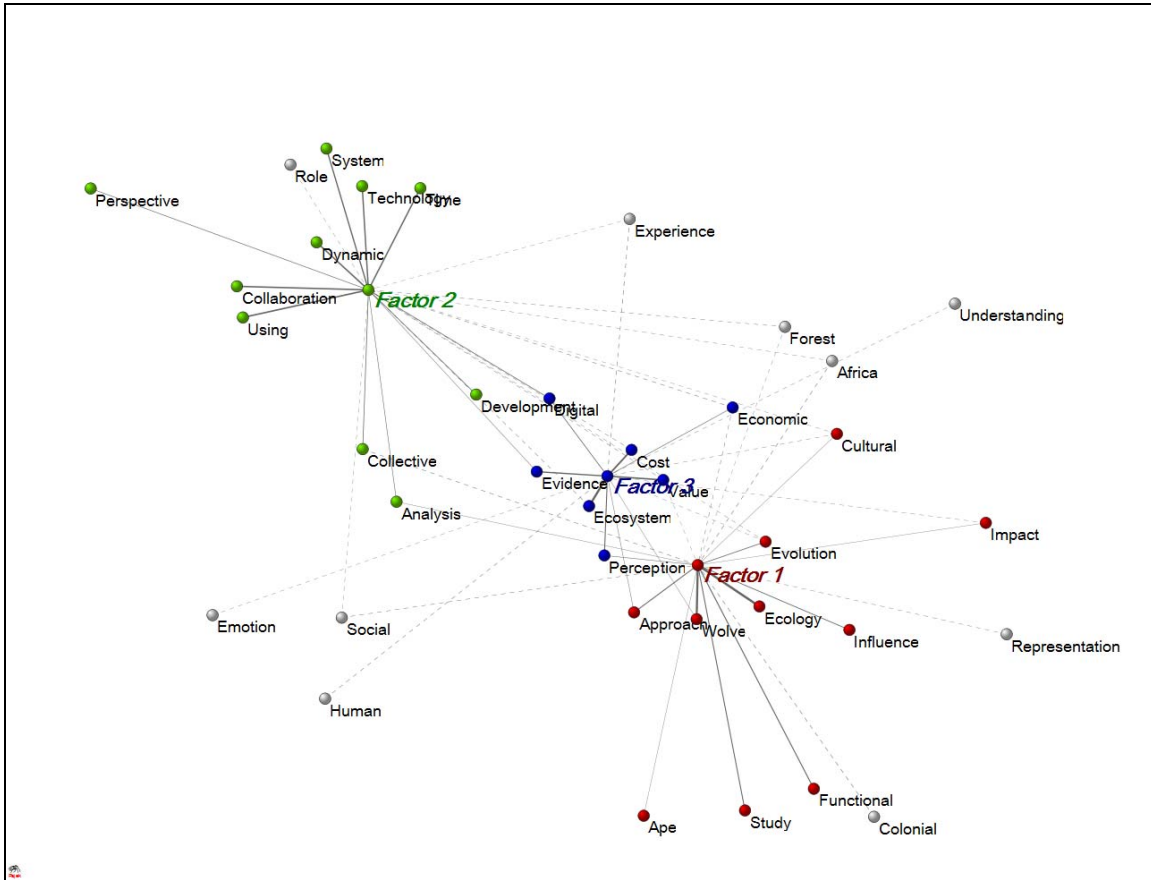 System
Role
Technology
Time
Perspective
Experience
Dynamic
Collaboration
Factor 2
Understanding
Using
Forest
Africa
Development
Digital
Economic
Cultural
Collective
Cost
Evidence
Factor 3
Value
Analysis
Ecosystem
Impact
Evolution
Perception
Factor 1
Ecology
Emotion
Social
Approach
Wolve
Influence
Representation
Human
Functional
Ape
Study
Colonial